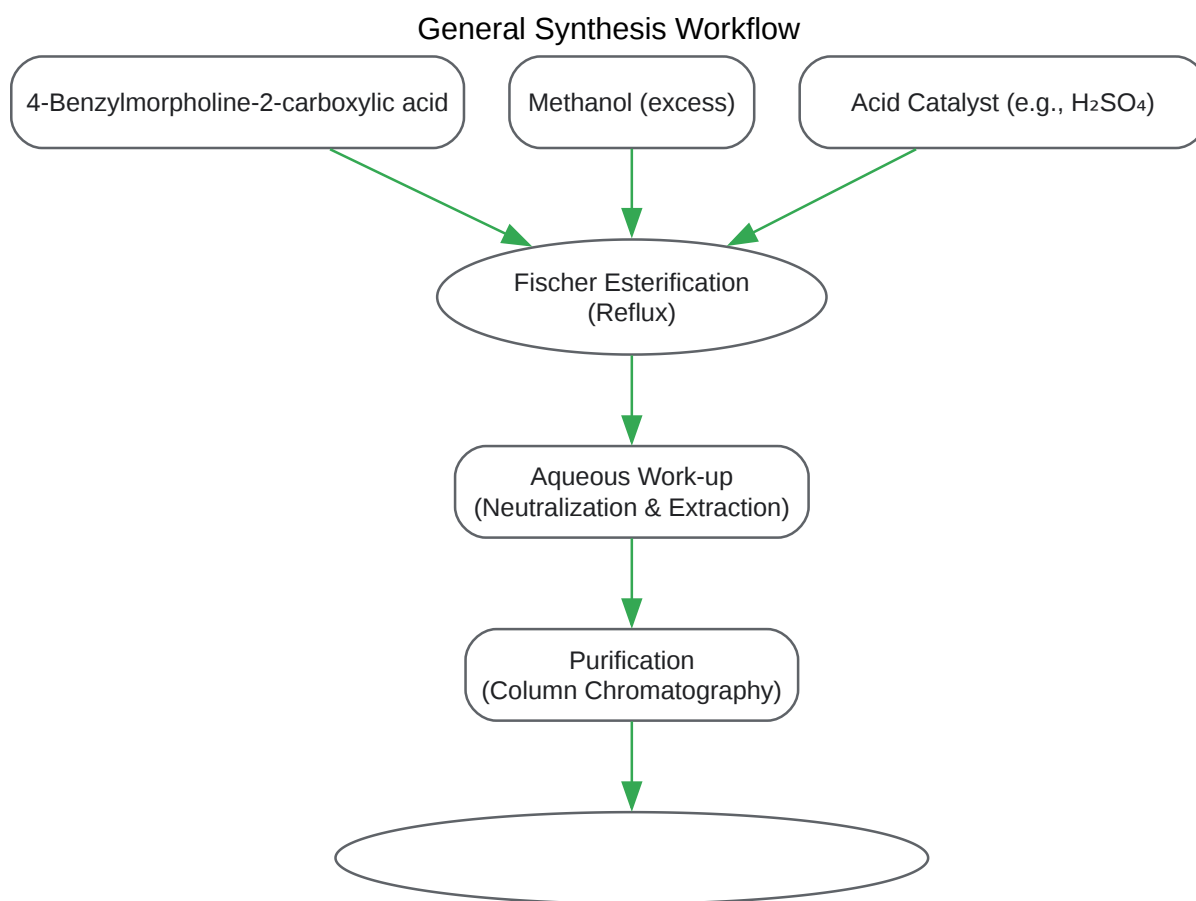 General Synthesis Workflow
4-Benzylmorpholine-2-carboxylic acid
Methanol (excess)
Acid Catalyst (e.g., H₂SO₄)
Fischer Esterification
(Reflux)
Aqueous Work-up
(Neutralization & Extraction)
Purification
(Column Chromatography)